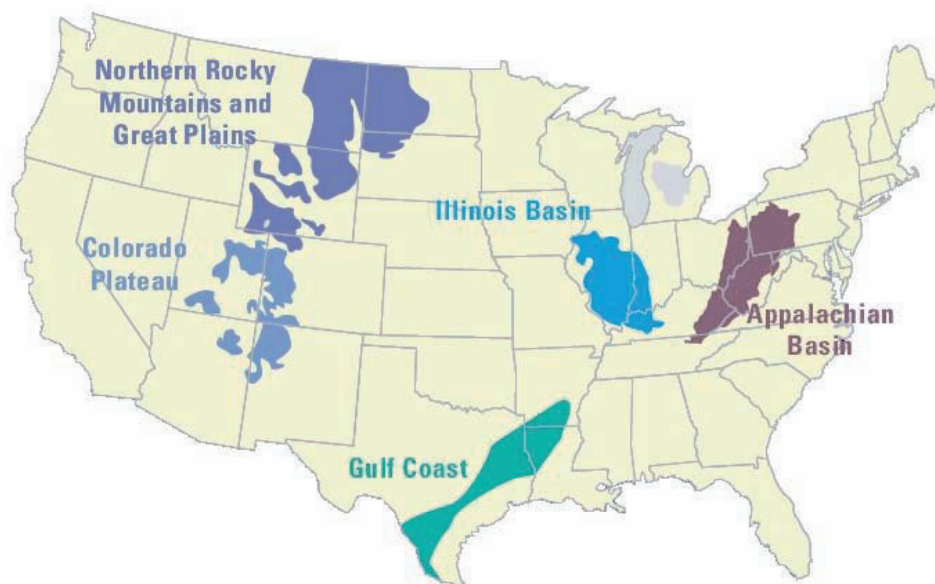 Northern Rocky
Mountains and
Great Plains
Illinois Basin
Colorado
Plateau
Appalachian
Basin
Gulf Coast